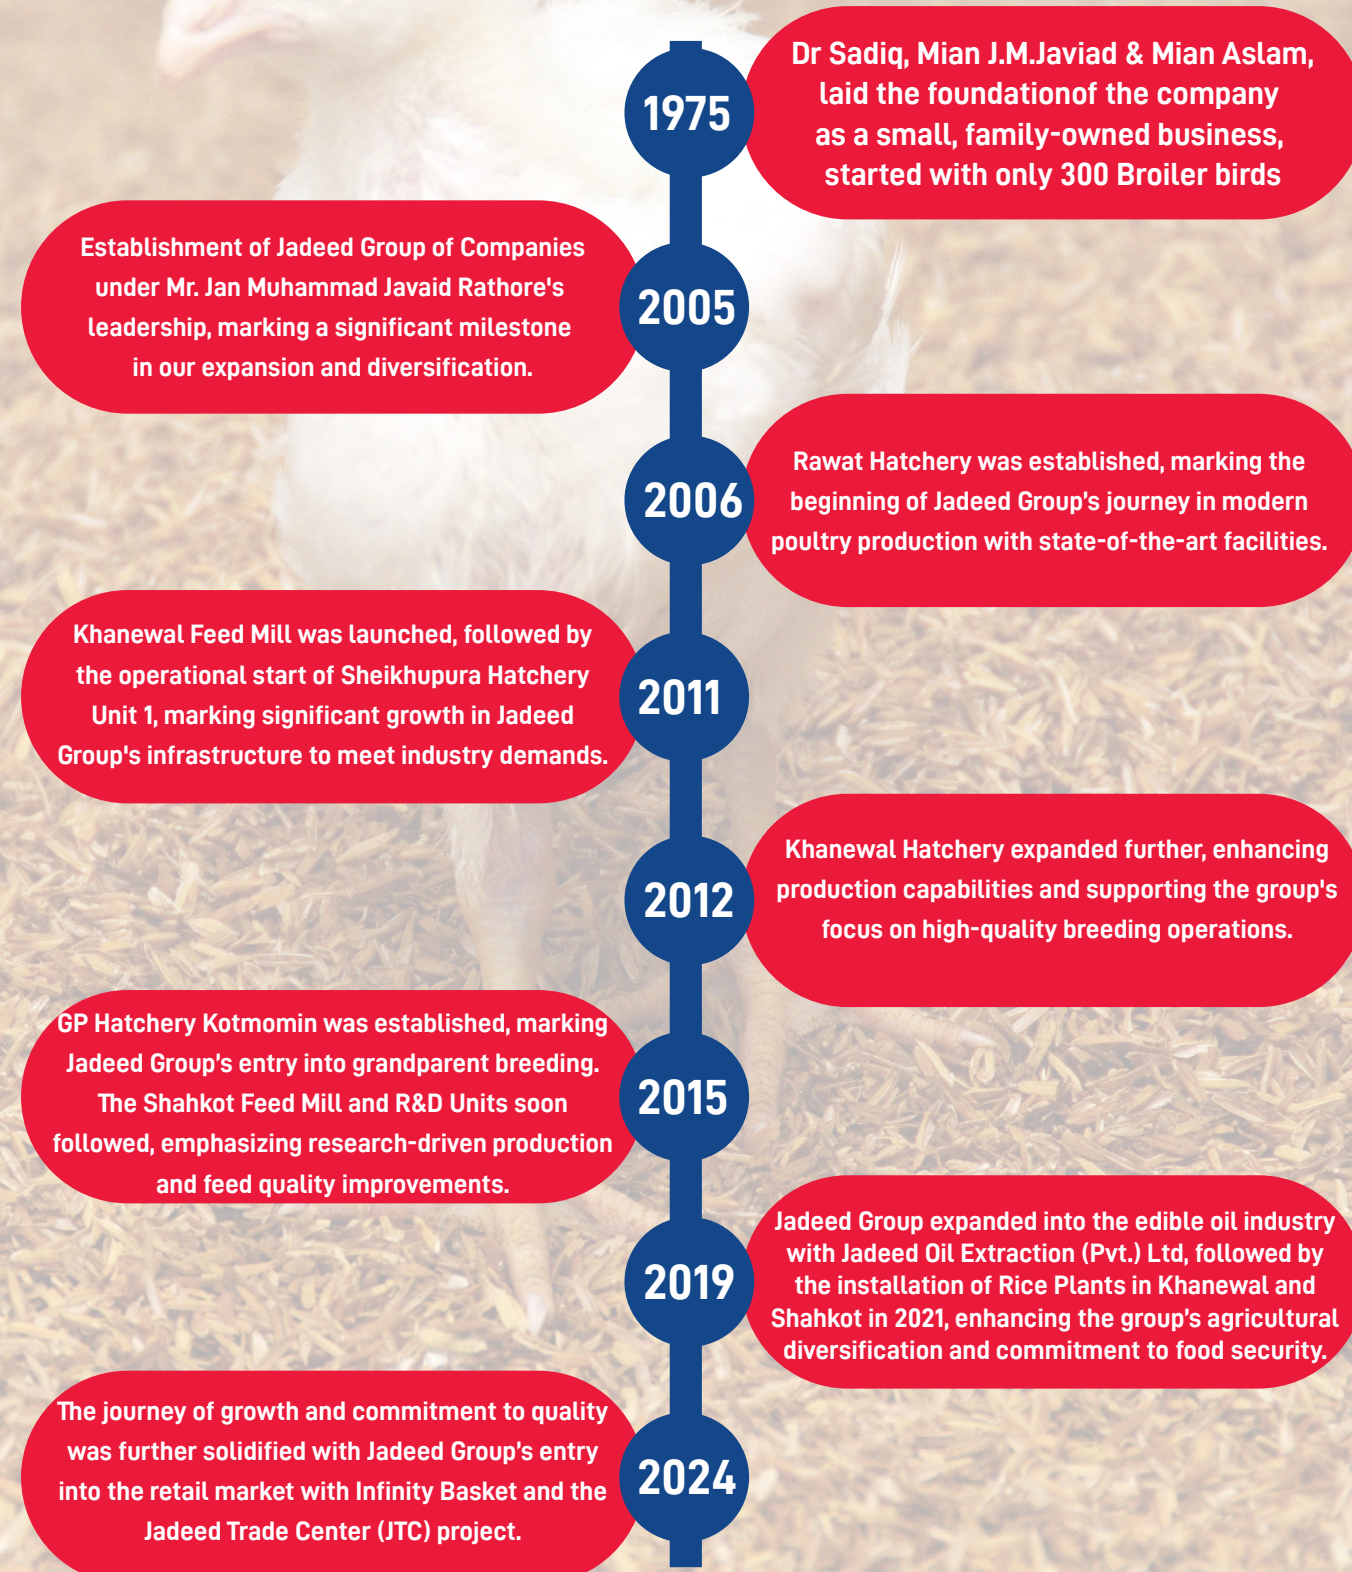 1975
Dr Sadiq, Mian J.M.Javiad & Mian Aslam,
laid the foundationof the company
as a small, family-owned business,
started with only 300 Broiler birds
Establishment of Jadeed Group of Companies
under Mr. Jan Muhammad Javaid Rathore's
leadership, marking a significant milestone
in our expansion and diversification.
2005
2006
Rawat Hatchery was established, marking the
beginning of Jadeed Group's journey in modern
poultry production with state-of-the-art facilities.
Khanewal Feed Mill was launched, followed by
the operational start of Sheikhupura Hatchery
Unit 1, marking significant growth in Jadeed
Group's infrastructure to meet industry demands.
2011
2012
Khanewal Hatchery expanded further, enhancing
production capabilities and supporting the group's
focus on high-quality breeding operations.
GP Hatchery Kotmomin was established, marking
Jadeed Group's entry into grandparent breeding.
The Shahkot Feed Mill and R&D Units soon
followed, emphasizing research-driven production
and feed quality improvements.
2015
2019
Jadeed Group expanded into the edible oil industry
with Jadeed Oil Extraction (Pvt.) Ltd, followed by
the installation of Rice Plants in Khanewal and
Shahkot in 2021, enhancing the group's agricultural
diversification and commitment to food security.
The journey of growth and commitment to quality
was further solidified with Jadeed Group's entry
into the retail market with Infinity Basket and the
Jadeed Trade Center (JTC) project.
2024